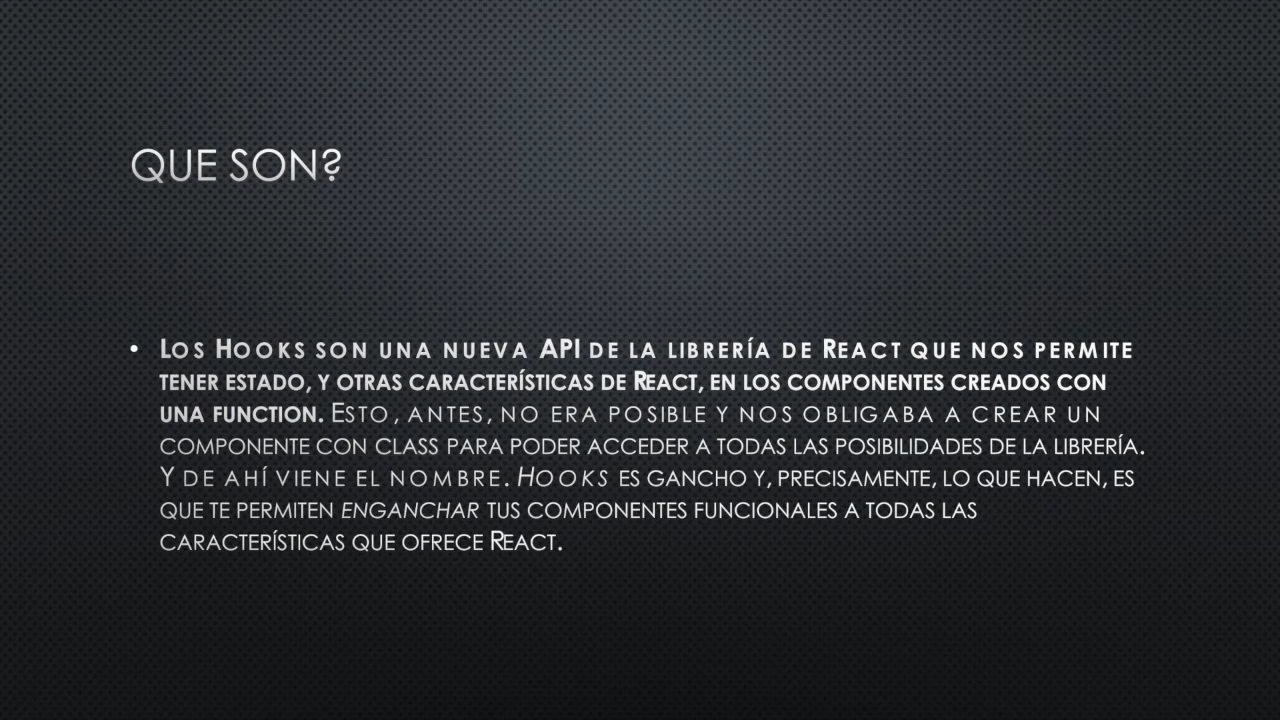 QUE SON?
• Los Hooks son una nueva API de la librería de React que nos permite
tener estado, y otras características de React, en los componentes creados con
una function. Esto, antes, no era posible y nos obligaba a crear un
componente con class para poder acceder a todas las posibilidades de la librería.
Y de ahí viene el nombre. Hooks es gancho y, precisamente, lo que hacen, es
que te permiten enganchar tus componentes funcionales a todas las
características que ofrece React.